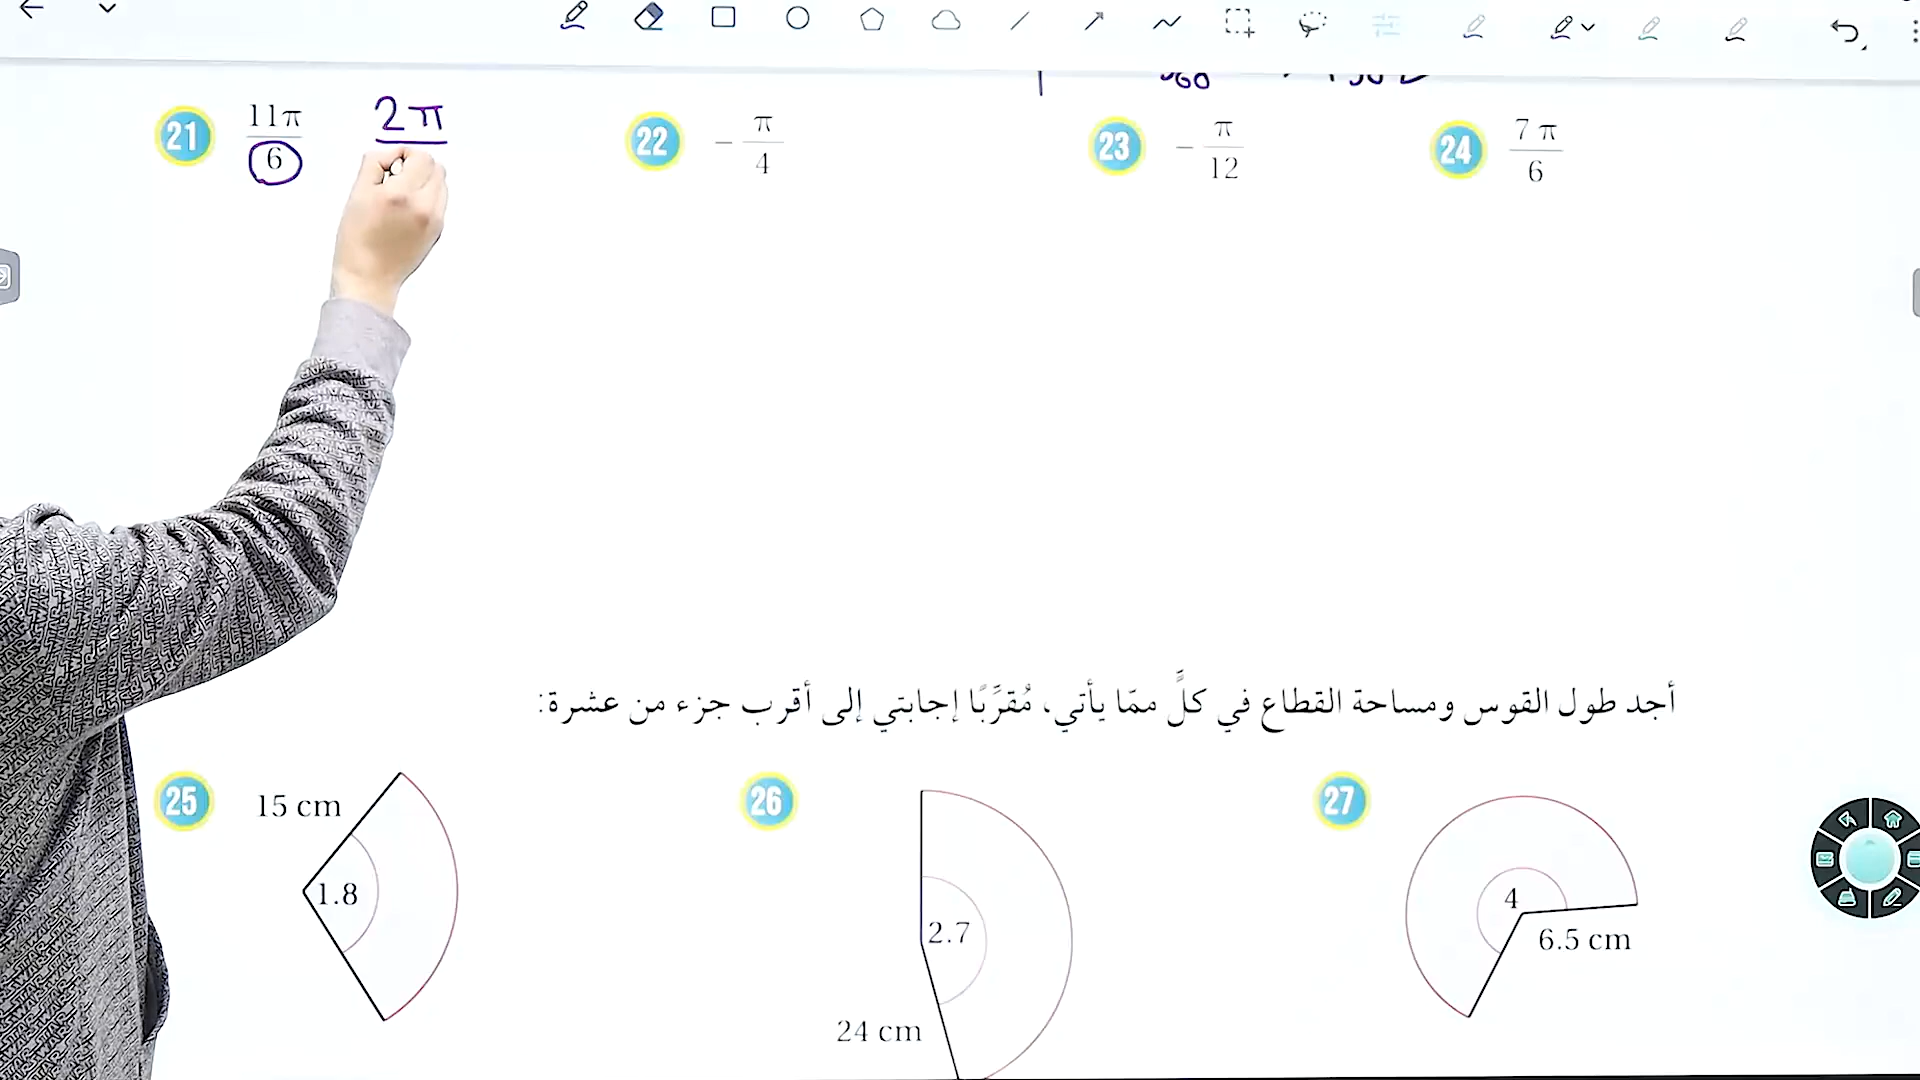 360
21 11π/6 2π 22 -π/4 23 -π/12 24 7π/6
أجد طول القوس ومساحة القطاع في كلٍّ ممّا يأتي، مُقرِّبًا إجابتي إلى أقرب جزء من عشرة:
25 15 cm 1.8
26 2.7 24 cm
27 4 6.5 cm